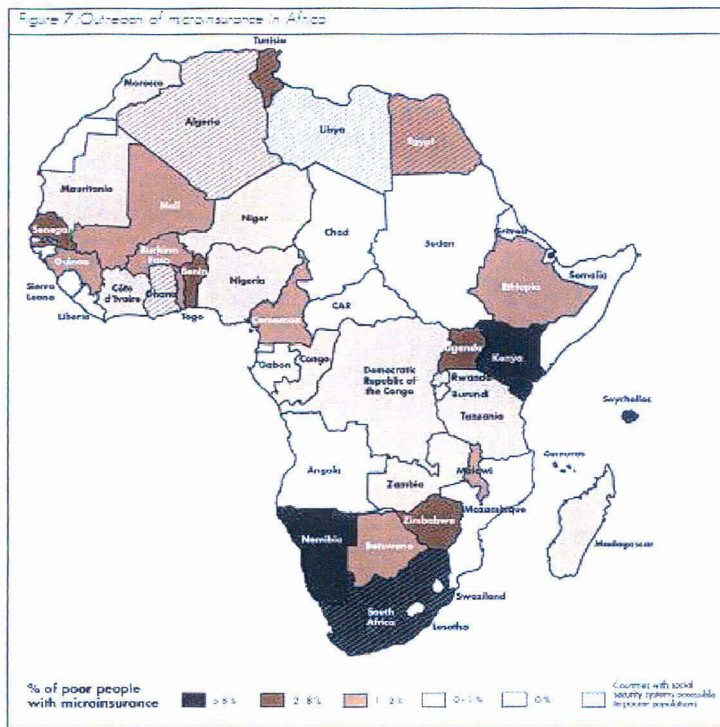 Figure 7: Outreach of microinsurance in Africa
Tunisia
Morocco
Algeria
Libya
Egypt
Mauritania
Mali
Niger
Chad
Sudan
Eritrea
Senegal
Burkina
Faso
Guinea
Benin
Nigeria
Ethiopia
Somalia
Sierra
Leone
Côte
d'Ivoire
Ghana
Liberia
Togo
Cameroon
CAR
Uganda
Kenya
Gabon
Congo
Democratic
Republic of
the Congo
Rwanda
Burundi
Tanzania
Seychelles
Comoros
Angola
Zambia
Malawi
Mozambique
Zimbabwe
Madagascar
Namibia
Botswana
Swaziland
South
Africa
Lesotho
% of poor people
with microinsurance
>8%
2-8%
1-2%
0-1%
0%
Countries with social
security systems accessible
to poorer populations